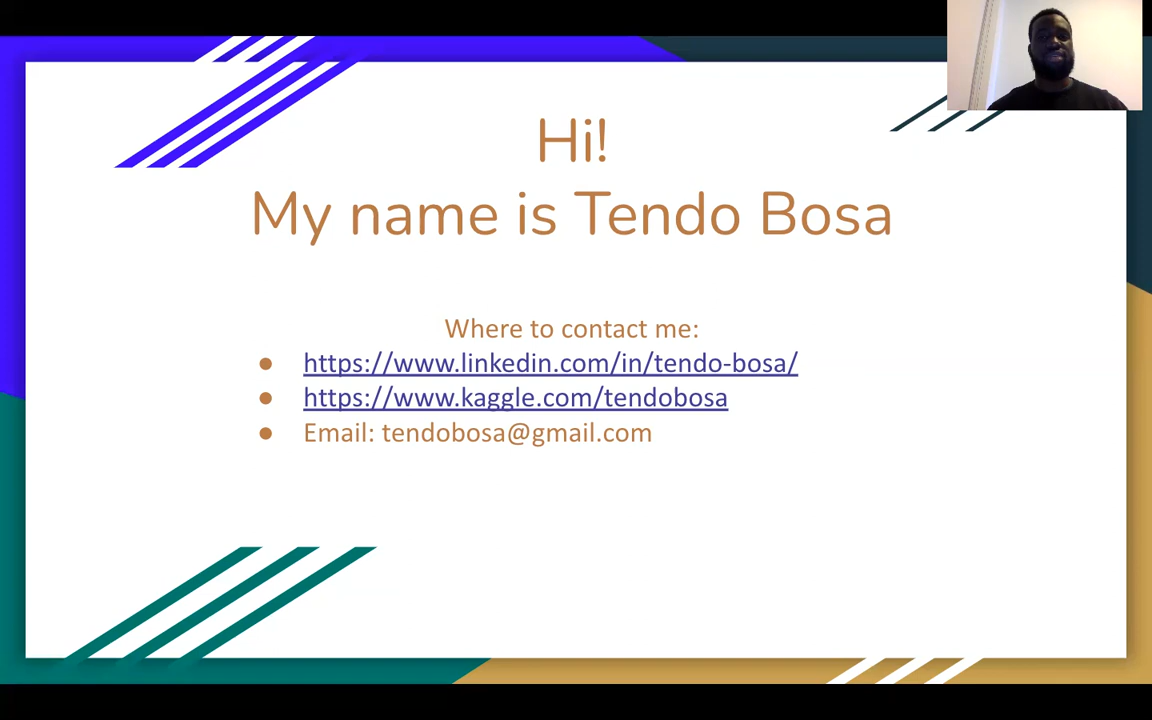 Hi!
My name is Tendo Bosa
Where to contact me:
● https://www.linkedin.com/in/tendo-bosa/
● https://www.kaggle.com/tendobosa
● Email: tendobosa@gmail.com